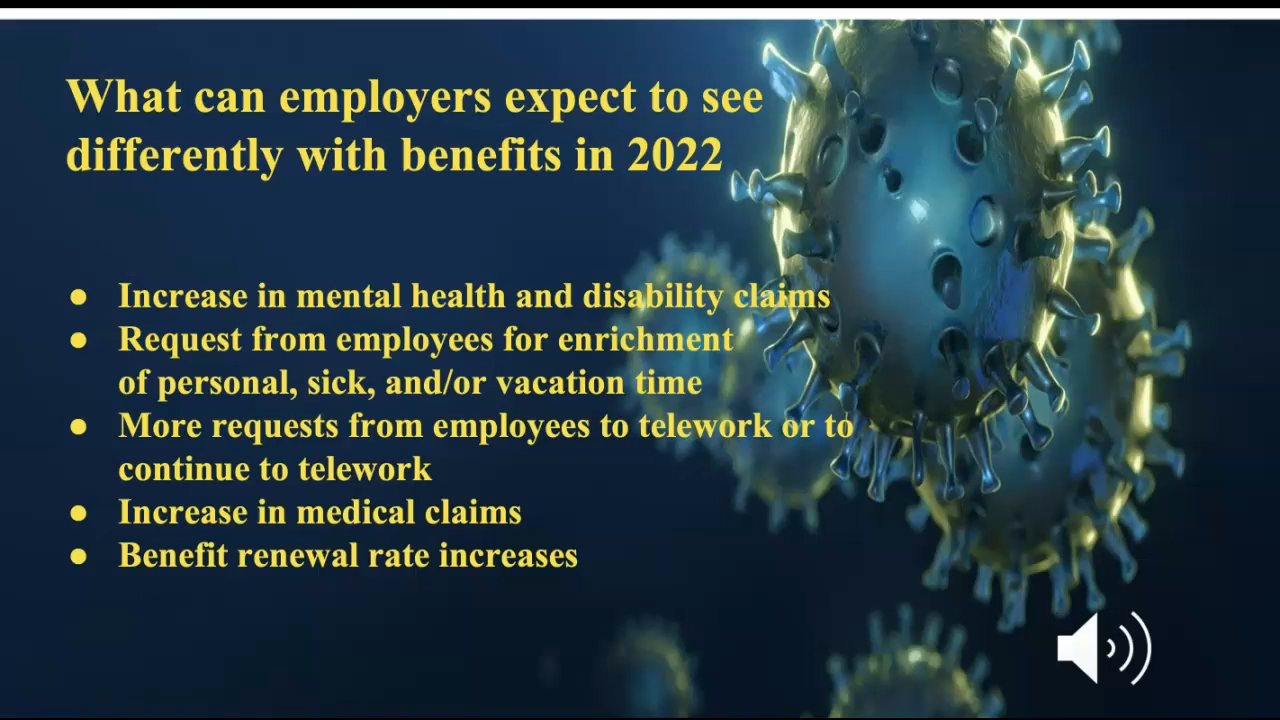 What can employers expect to see
differently with benefits in 2022
● Increase in mental health and disability claims
● Request from employees for enrichment
of personal, sick, and/or vacation time
● More requests from employees to telework or to
continue to telework
● Increase in medical claims
● Benefit renewal rate increases